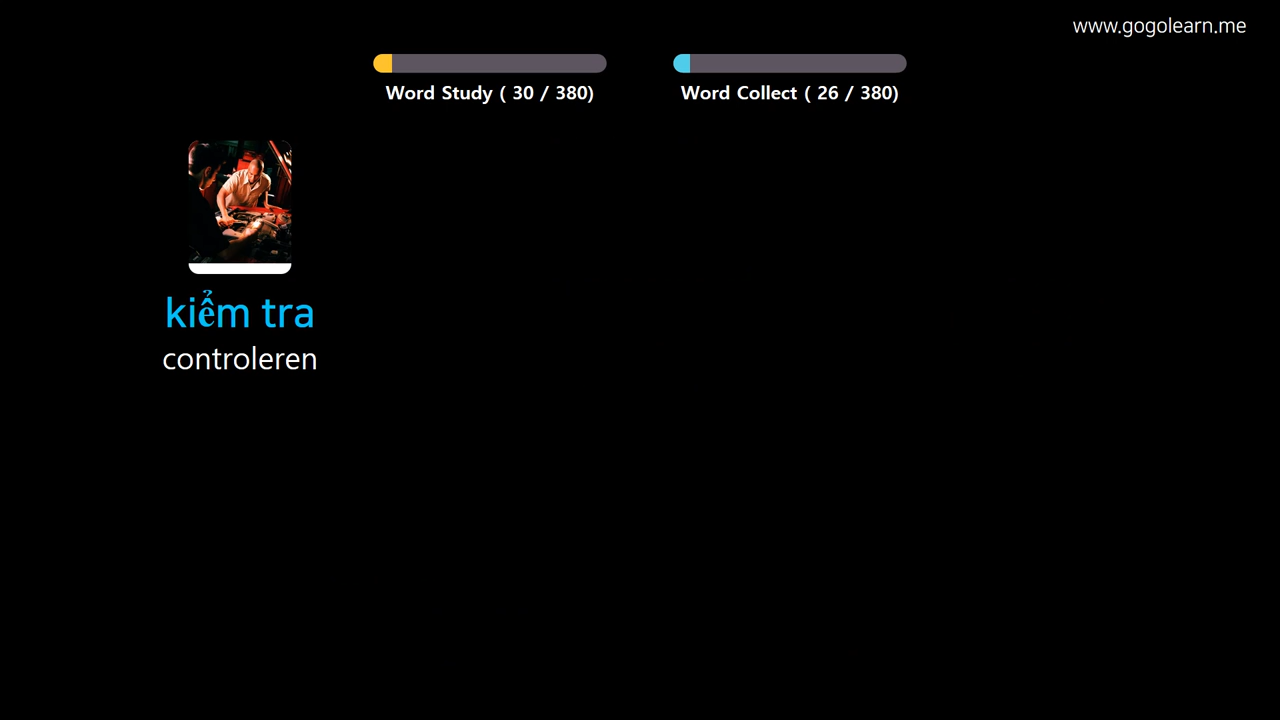 www.gogolearn.me
Word Study ( 30 / 380)
Word Collect ( 26 / 380)
kiểm tra
controleren